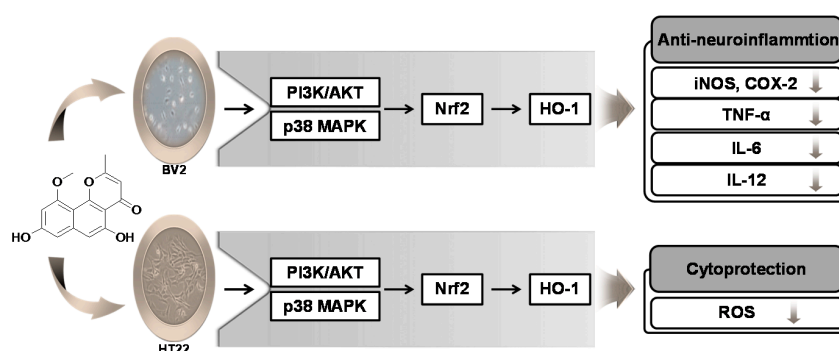 Anti-neuroinflammtion
iNOS, COX-2
TNF-α
IL-6
IL-12
PI3K/AKT
p38 MAPK
Nrf2
HO-1
BV2
O
O
O
HO
OH
PI3K/AKT
p38 MAPK
Nrf2
HO-1
HT22
Cytoprotection
ROS